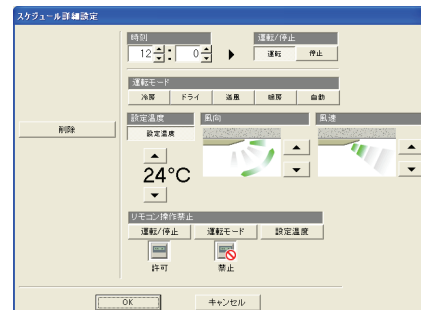 スケジュール詳細設定
時刻 運転/停止
12 : 0 運転 停止
運転モード
冷房 ドライ 送風 暖房 自動
削除
設定温度 風向 風速
設定温度
24°C
リモコン操作禁止
運転/停止 運転モード 設定温度
許可 禁止
OK キャンセル